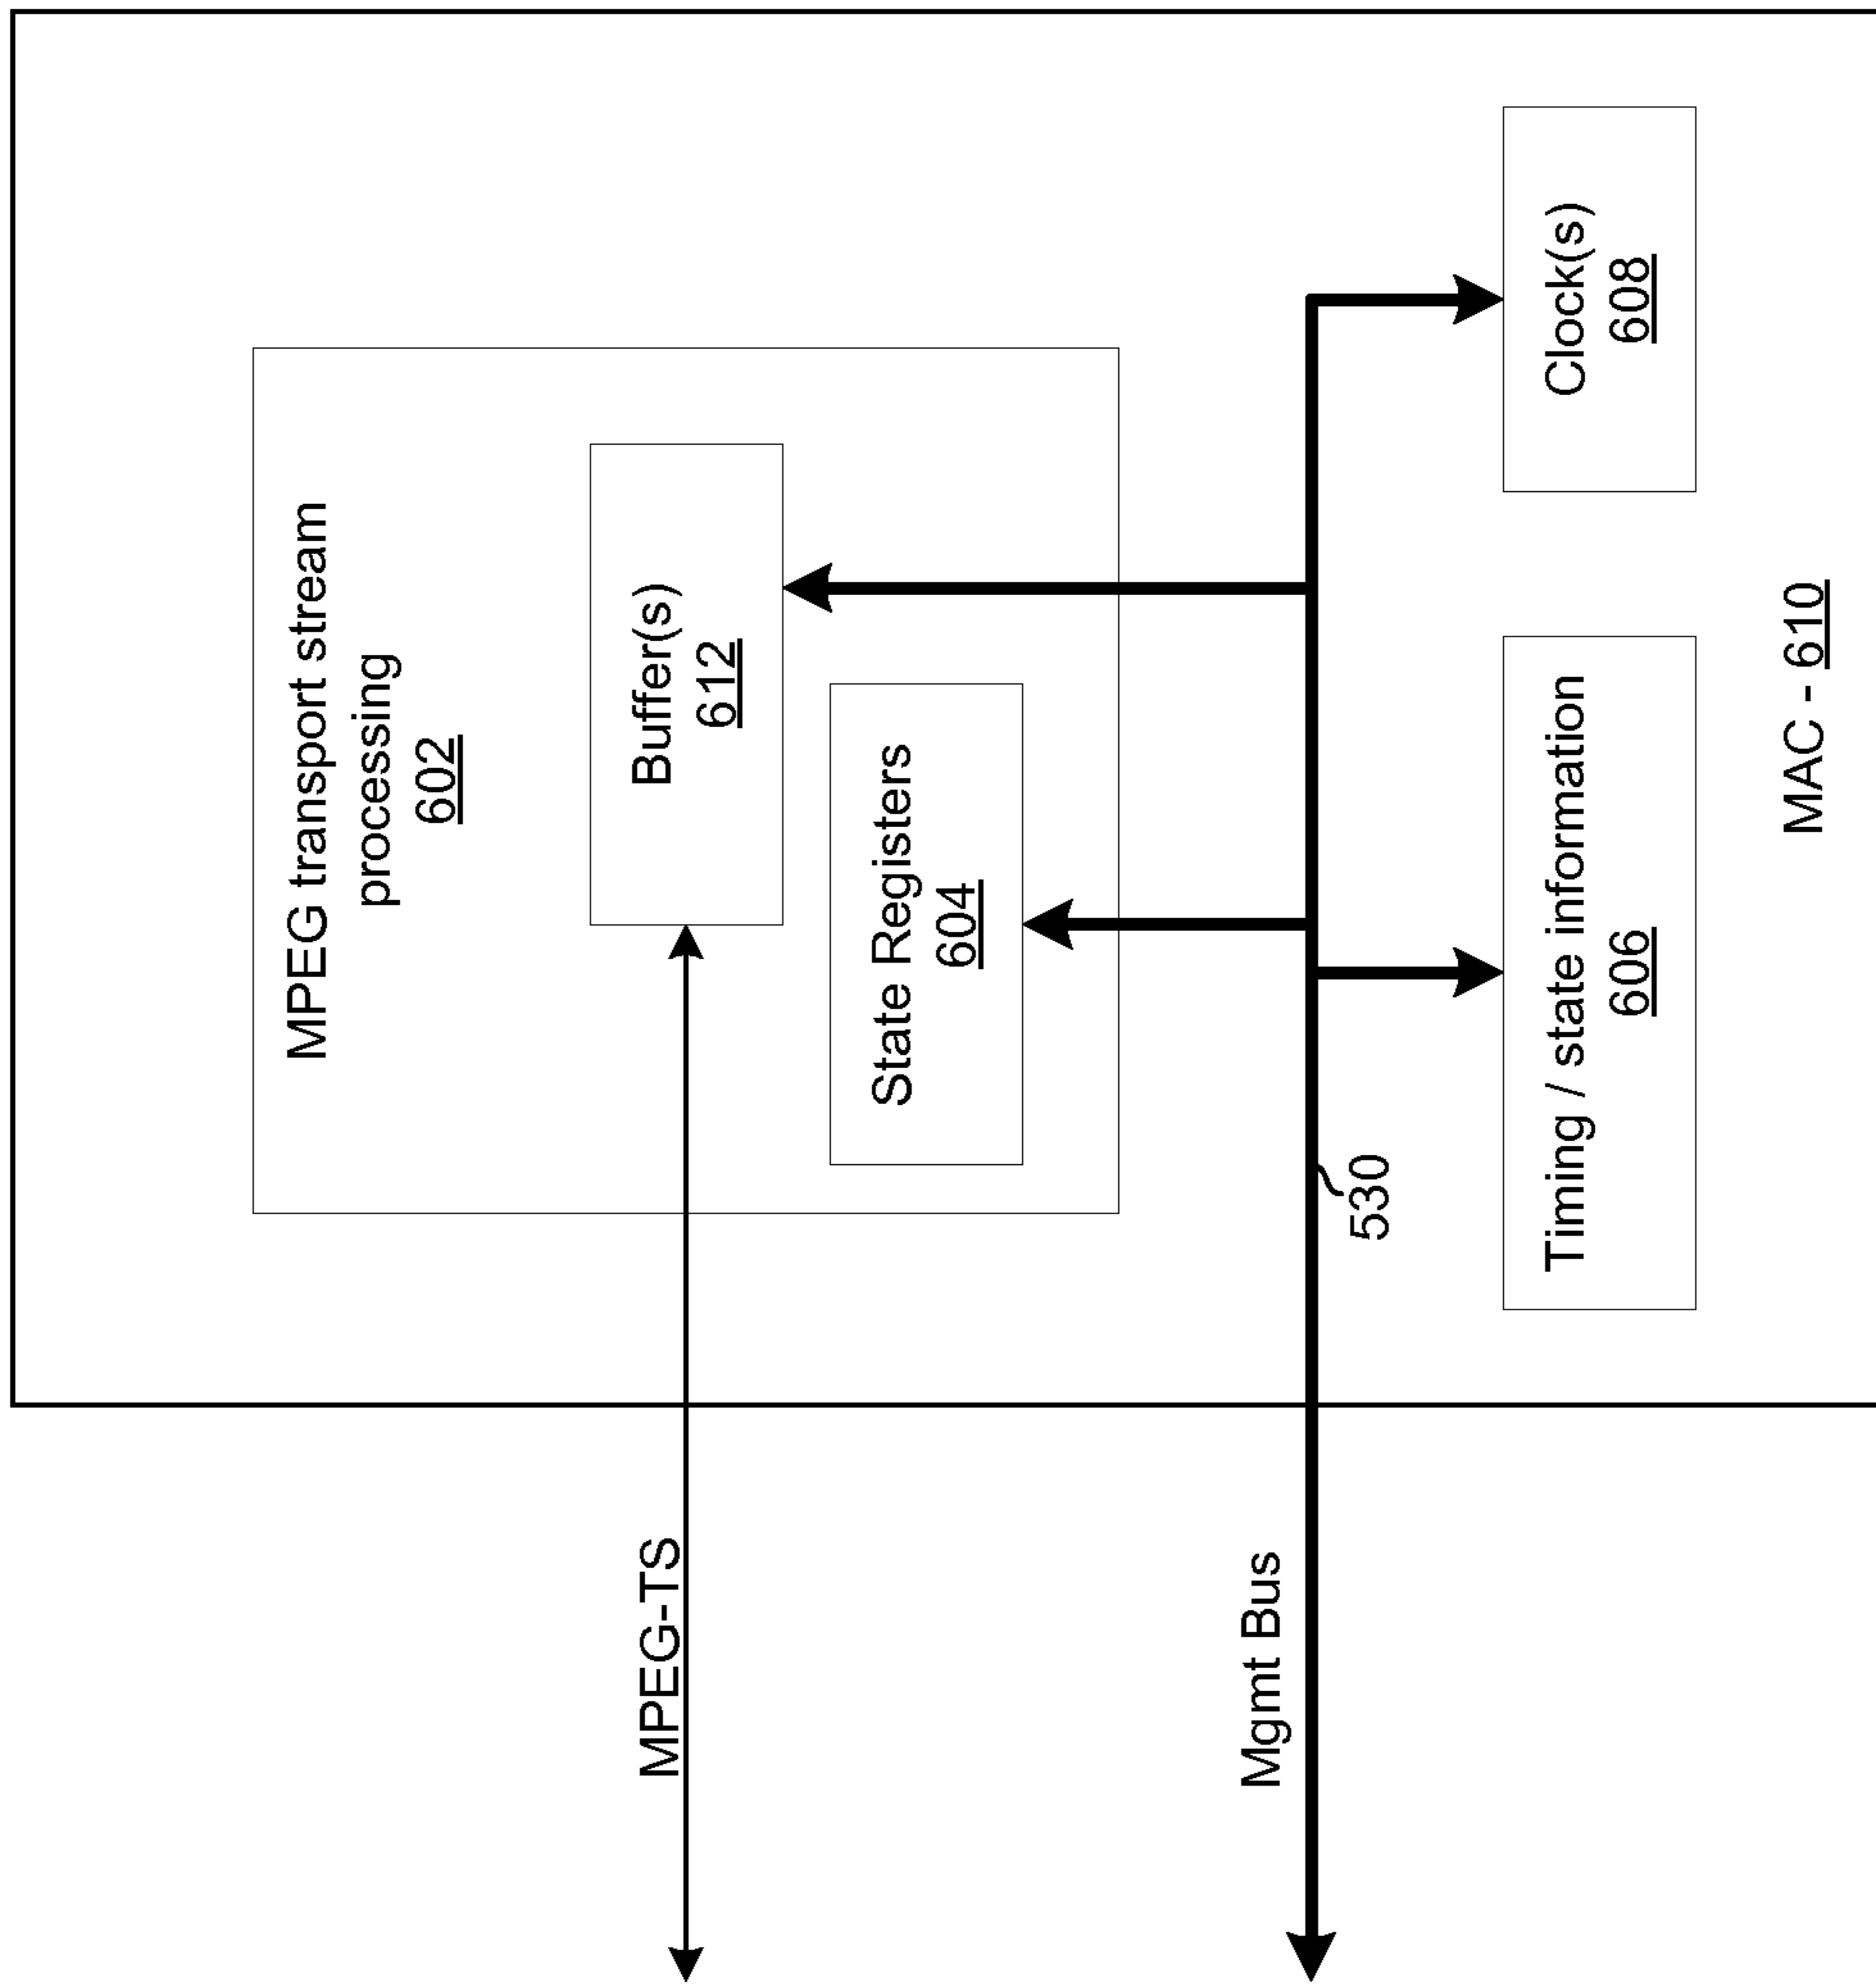 MPEG transport stream
processing
602
Buffer(s)
612
State Registers
604
MPEG-TS
Mgmt Bus
530
Timing / state information
606
Clock(s)
608
MAC - 610